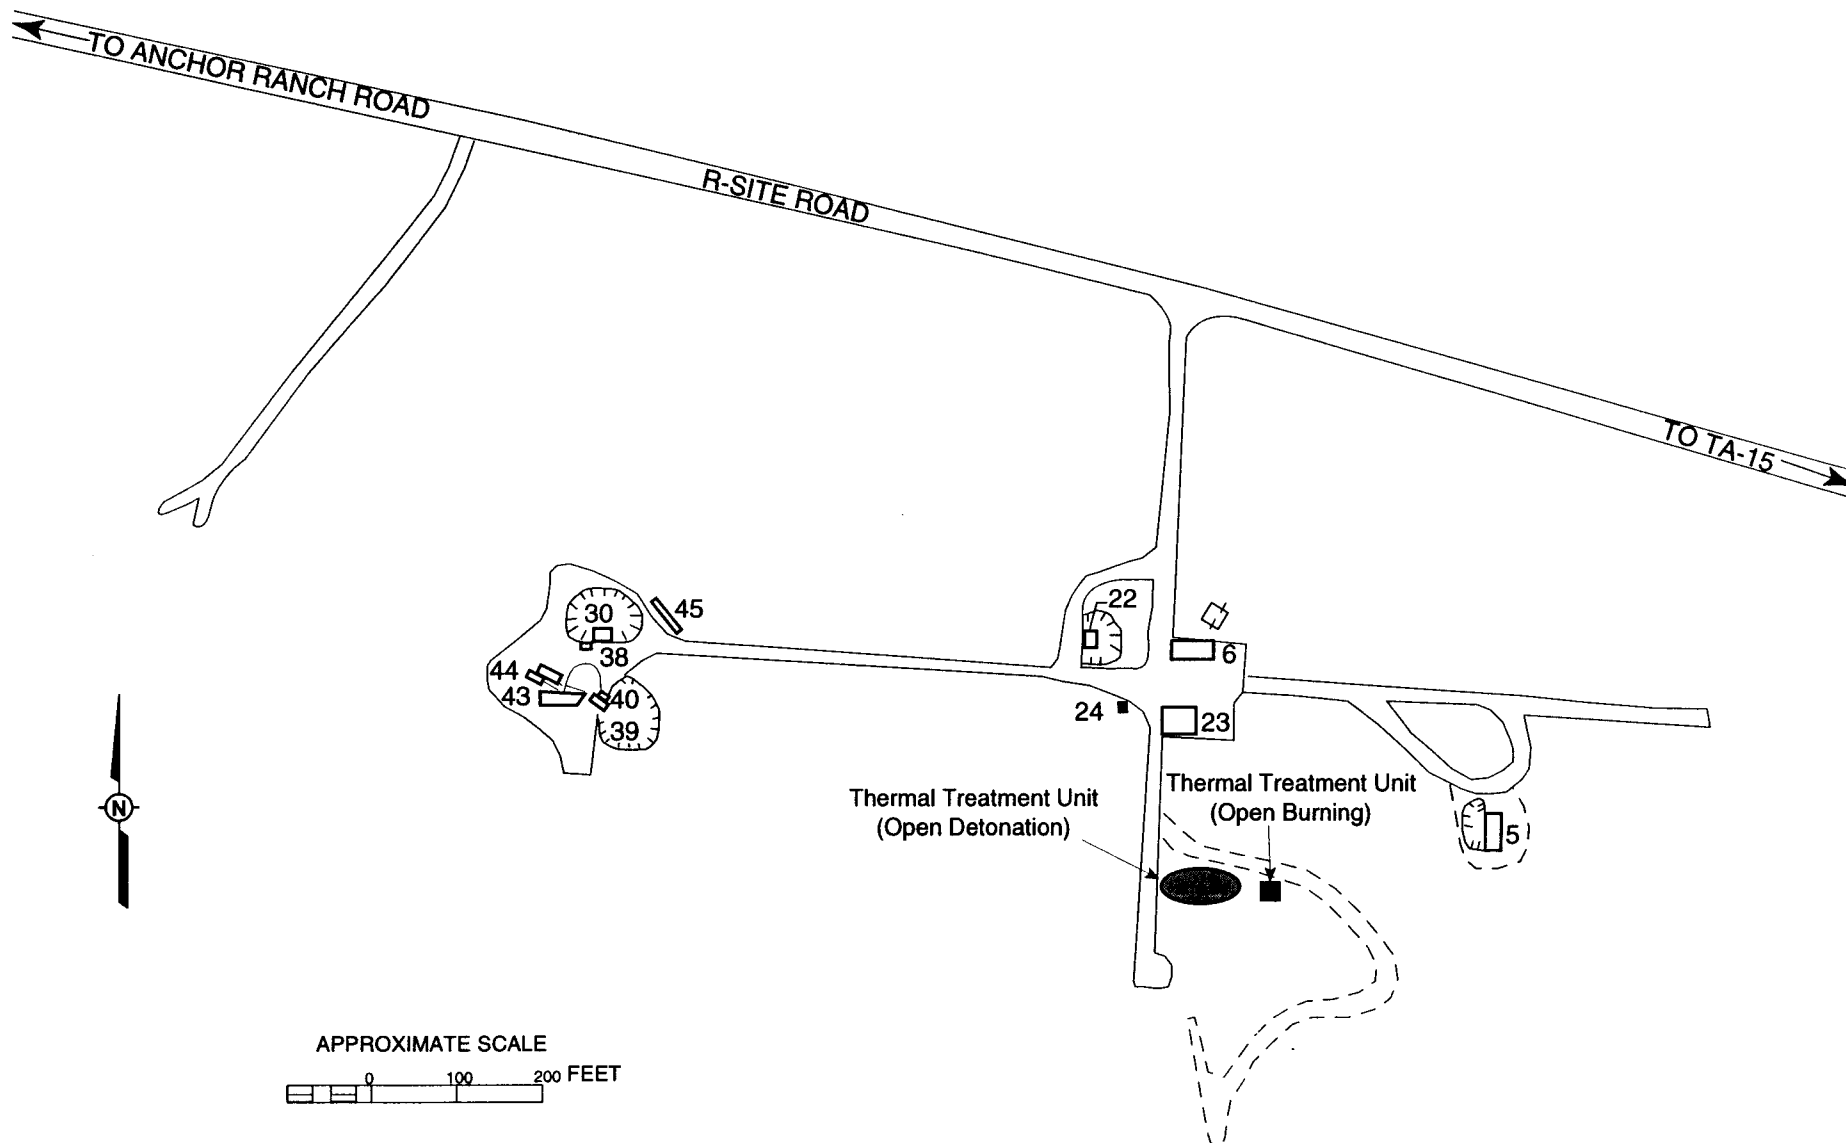 TO ANCHOR RANCH ROAD
R-SITE ROAD
TO TA-15
22
30
45
38
6
44
43
40
24
23
39
Thermal Treatment Unit
(Open Burning)
Thermal Treatment Unit
(Open Detonation)
5
N
APPROXIMATE SCALE
0 100 200 FEET